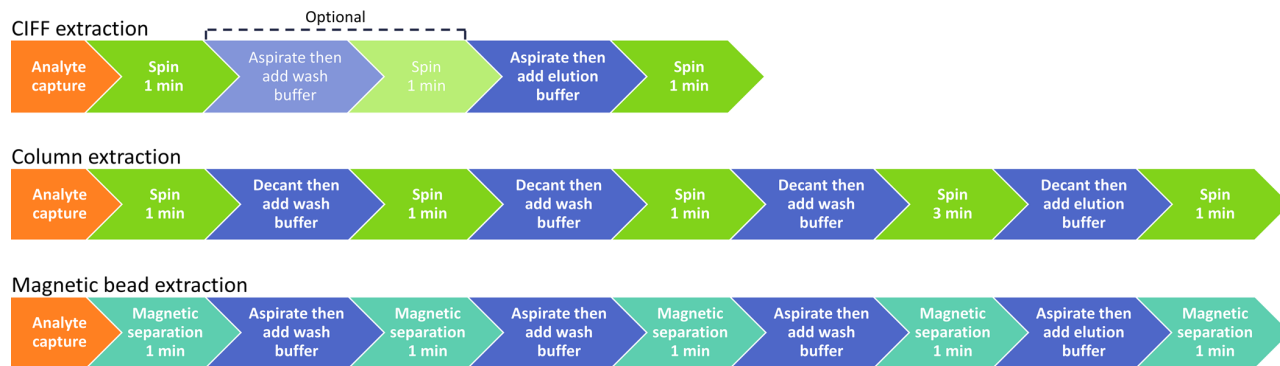 Optional
CIFF extraction
Analyte
capture
Spin
1 min
Aspirate then
add wash
buffer
Spin
1 min
Aspirate then
add elution
buffer
Spin
1 min
Column extraction
Analyte
capture
Spin
1 min
Decant then
add wash
buffer
Spin
1 min
Decant then
add wash
buffer
Spin
1 min
Decant then
add wash
buffer
Spin
3 min
Decant then
add elution
buffer
Spin
1 min
Magnetic bead extraction
Analyte
capture
Magnetic
separation
1 min
Aspirate then
add wash
buffer
Magnetic
separation
1 min
Aspirate then
add wash
buffer
Magnetic
separation
1 min
Aspirate then
add wash
buffer
Magnetic
separation
1 min
Aspirate then
add elution
buffer
Magnetic
separation
1 min